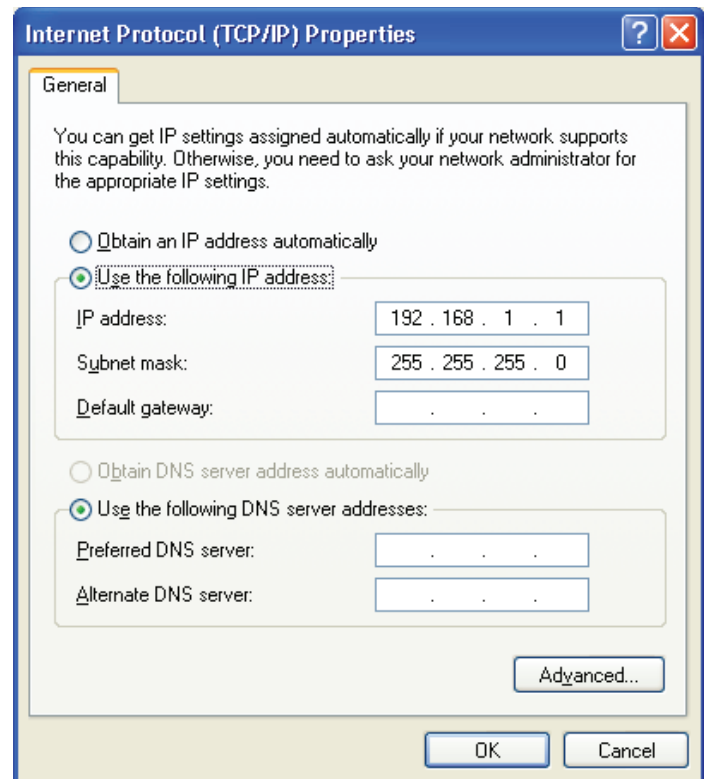 Internet Protocol (TCP/IP) Properties
General
You can get IP settings assigned automatically if your network supports
this capability. Otherwise, you need to ask your network administrator for
the appropriate IP settings.
Obtain an IP address automatically
Use the following IP address:
IP address: 192 . 168 . 1 . 1
Subnet mask: 255 . 255 . 255 . 0
Default gateway: . . .
Obtain DNS server address automatically
Use the following DNS server addresses:
Preferred DNS server: . . .
Alternate DNS server: . . .
Advanced...
OK Cancel